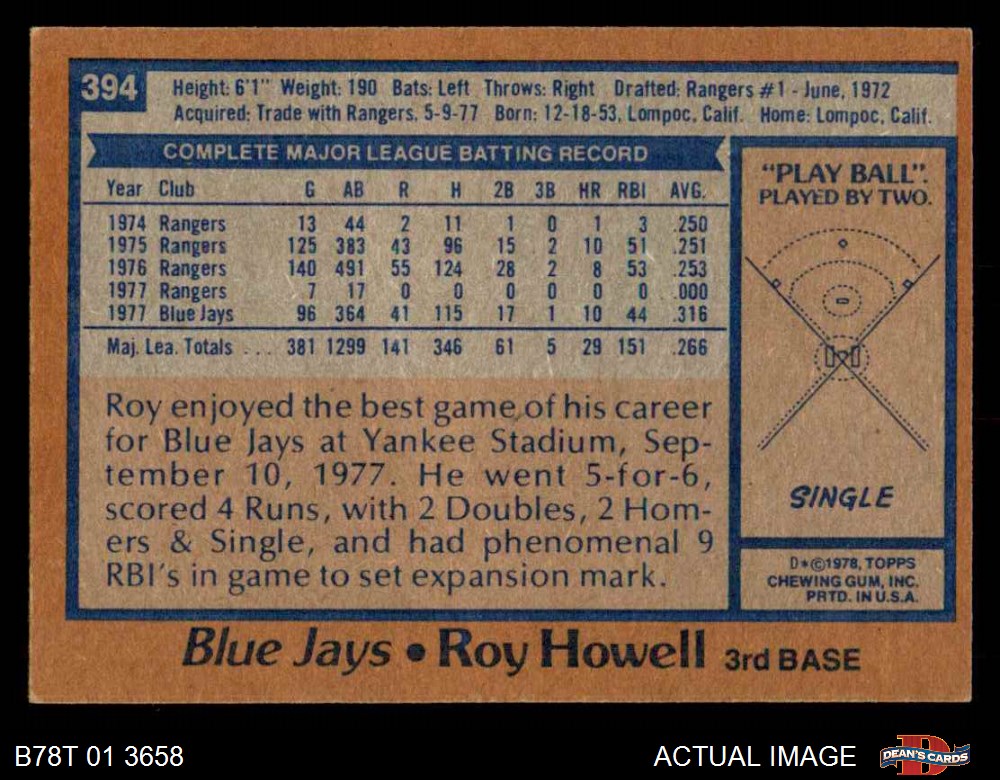 394
Height: 6'1" Weight: 190 Bats: Left Throws: Right Drafted: Rangers #1 - June, 1972
Acquired: Trade with Rangers, 5-9-77 Born: 12-18-53, Lompoc, Calif. Home: Lompoc, Calif.
COMPLETE MAJOR LEAGUE BATTING RECORD
Year Club G AB R H 2B 3B HR RBI AVG.
1974 Rangers 13 44 2 11 1 0 1 3 .250
1975 Rangers 125 383 43 96 15 2 10 51 .251
1976 Rangers 140 491 55 124 28 2 8 53 .253
1977 Rangers 7 17 0 0 0 0 0 0 .000
1977 Blue Jays 96 364 41 115 17 1 10 44 .316
Maj. Lea. Totals ... 381 1299 141 346 61 5 29 151 .266
Roy enjoyed the best game of his career
for Blue Jays at Yankee Stadium, Sep-
tember 10, 1977. He went 5-for-6,
scored 4 Runs, with 2 Doubles, 2 Hom-
ers & Single, and had phenomenal 9
RBI's in game to set expansion mark.
"PLAY BALL".
PLAYED BY TWO.
SINGLE
D*©1978, TOPPS
CHEWING GUM, INC.
PRTD. IN U.S.A.
Blue Jays • Roy Howell 3rd BASE
B78T 01 3658
ACTUAL IMAGE
DEAN'S CARDS